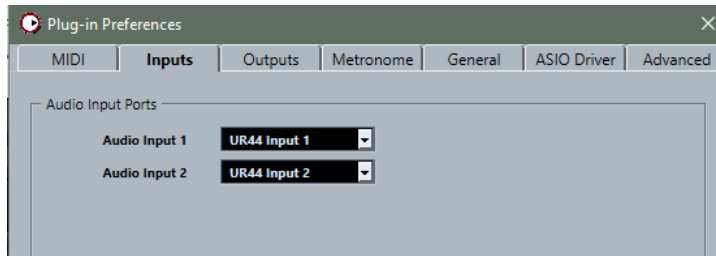 Plug-in Preferences
MIDI Inputs Outputs Metronome General ASIO Driver Advanced
Audio Input Ports
Audio Input 1 UR44 Input 1
Audio Input 2 UR44 Input 2